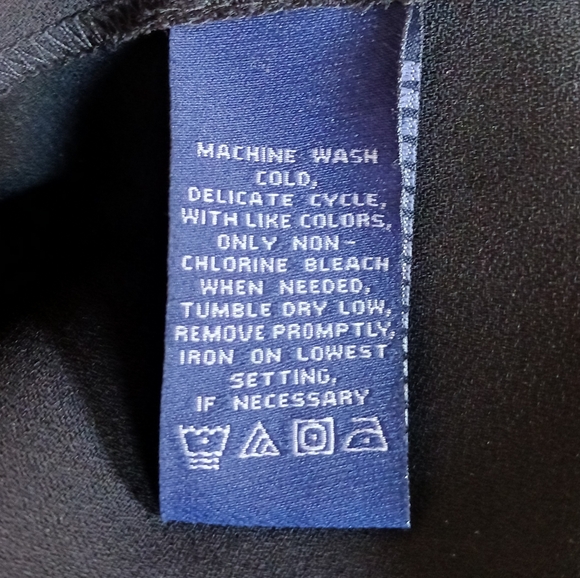 MACHINE WASH
COLD,
DELICATE CYCLE,
WITH LIKE COLORS,
ONLY NON-
CHLORINE BLEACH
WHEN NEEDED,
TUMBLE DRY LOW,
REMOVE PROMPTLY,
IRON ON LOWEST
SETTING,
IF NECESSARY